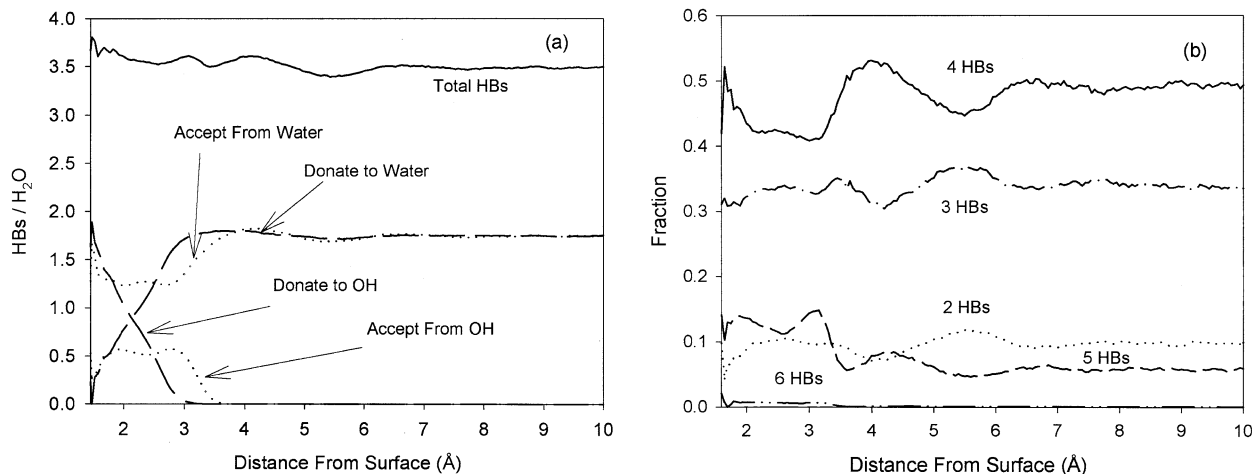 (a)
4.0
3.5
3.0
2.5
2.0
1.5
1.0
0.5
0.0
HBs / H₂O
Total HBs
Accept From Water
Donate to Water
Donate to OH
Accept From OH
2 3 4 5 6 7 8 9 10
Distance From Surface (Å)
(b)
0.6
0.5
0.4
0.3
0.2
0.1
0.0
Fraction
4 HBs
3 HBs
2 HBs
5 HBs
6 HBs
2 3 4 5 6 7 8 9 10
Distance From Surface (Å)